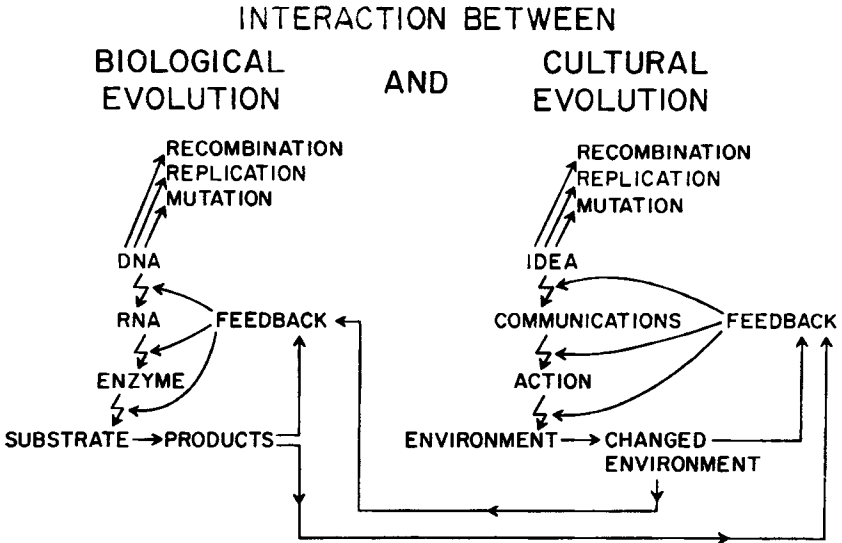 INTERACTION BETWEEN
BIOLOGICAL
EVOLUTION
AND
CULTURAL
EVOLUTION
RECOMBINATION
REPLICATION
MUTATION
DNA
RNA
FEEDBACK
ENZYME
SUBSTRATE
PRODUCTS
RECOMBINATION
REPLICATION
MUTATION
IDEA
COMMUNICATIONS
FEEDBACK
ACTION
ENVIRONMENT
CHANGED
ENVIRONMENT